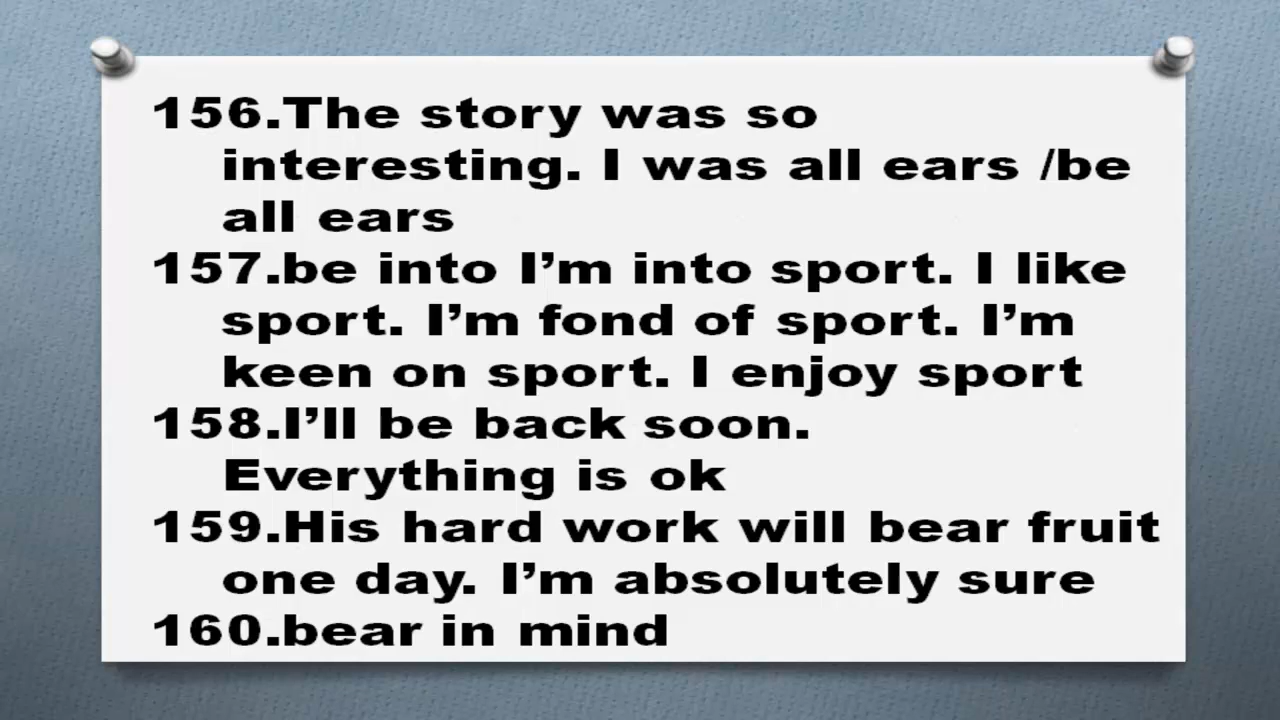 156.The story was so
interesting. I was all ears /be
all ears
157.be into I’m into sport. I like
sport. I’m fond of sport. I’m
keen on sport. I enjoy sport
158.I’ll be back soon.
Everything is ok
159.His hard work will bear fruit
one day. I’m absolutely sure
160.bear in mind